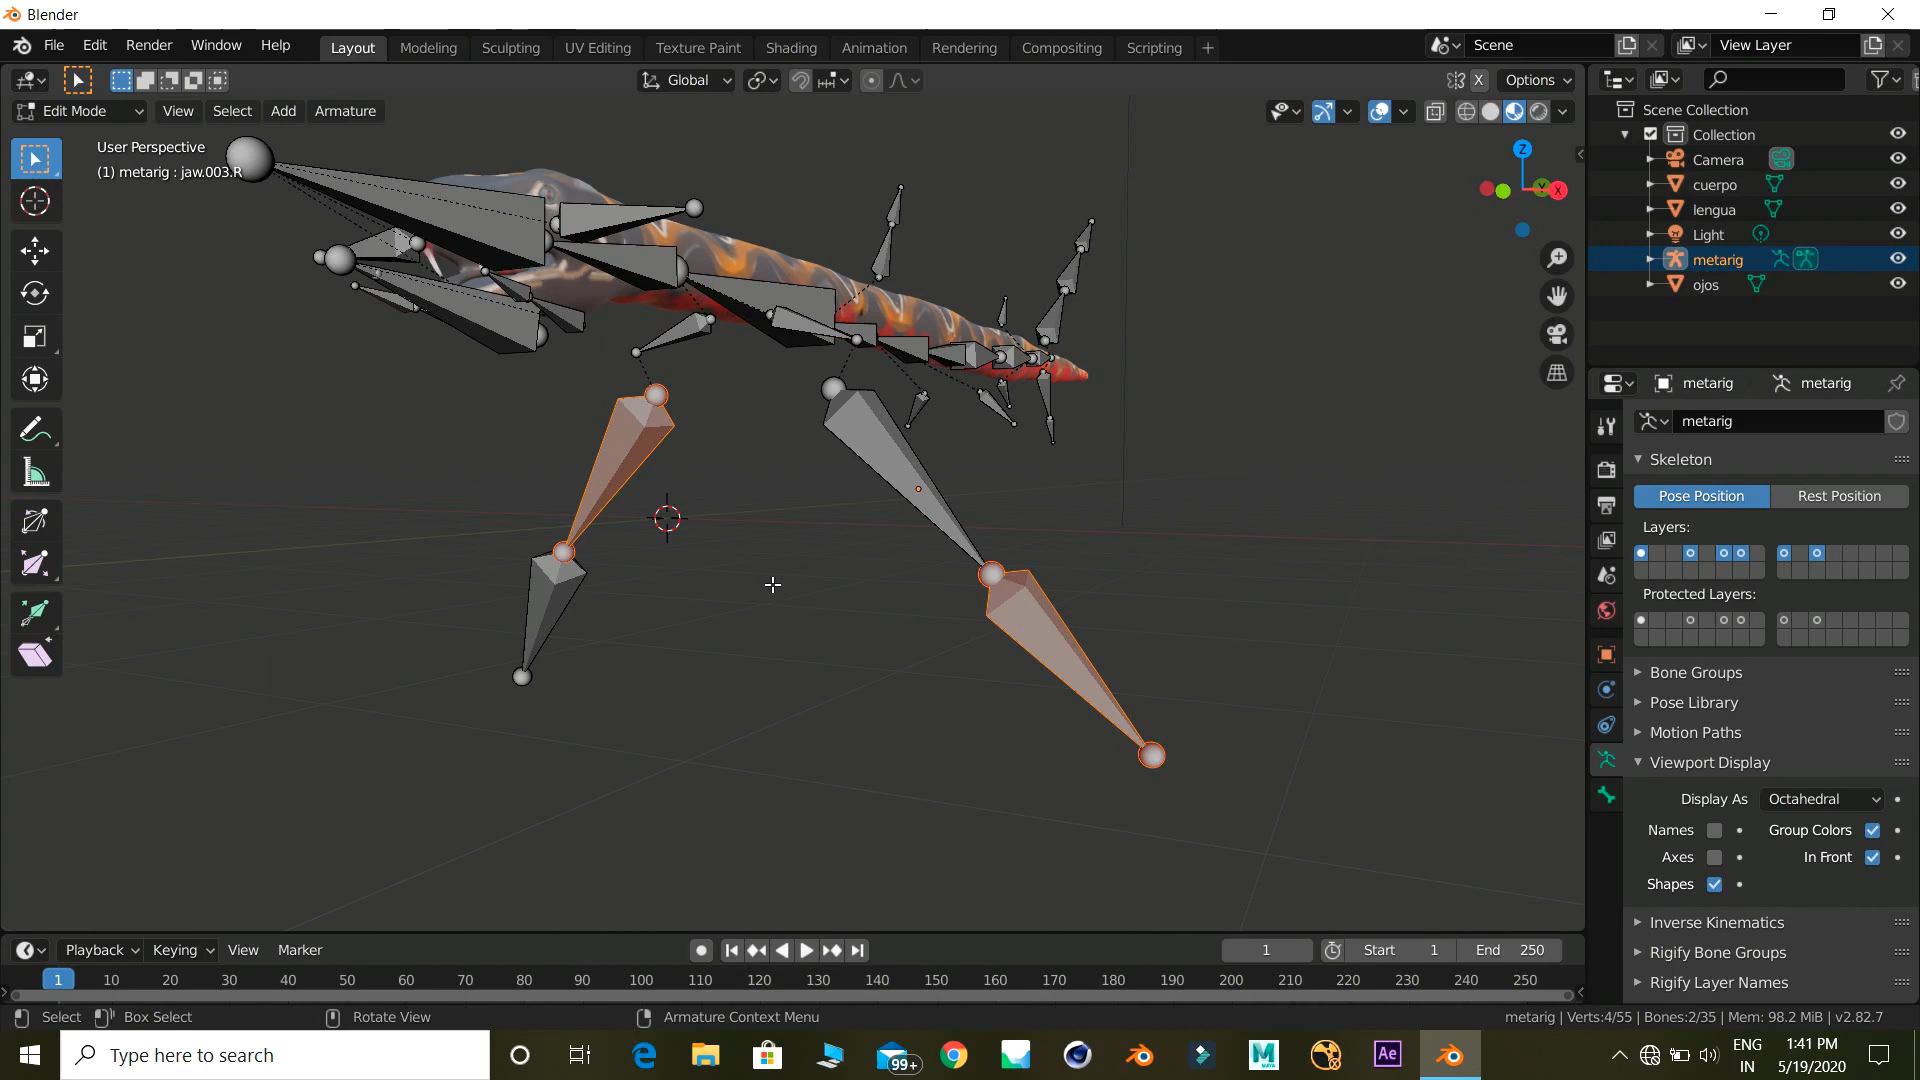 Blender
File Edit Render Window Help Layout Modeling Sculpting UV Editing Texture Paint Shading Animation Rendering Compositing Scripting + Scene View Layer
Global X Options
Edit Mode View Select Add Armature
User Perspective
(1) metarig : jaw.003.R
Z
Y
X
Scene Collection
Collection
Camera
cuerpo
lengua
Light
metarig
ojos
metarig metarig
metarig
Skeleton
Pose Position Rest Position
Layers:
Protected Layers:
Bone Groups
Pose Library
Motion Paths
Viewport Display
Display As Octahedral
Names Group Colors
Axes In Front
Shapes
Inverse Kinematics
Rigify Bone Groups
Rigify Layer Names
Playback Keying View Marker 1 Start 1 End 250
1 10 20 30 40 50 60 70 80 90 100 110 120 130 140 150 160 170 180 190 200 210 220 230 240 250
Select Box Select Rotate View Armature Context Menu metarig | Verts:4/55 | Bones:2/35 | Mem: 98.2 MiB | v2.82.7
Type here to search 99+ MAYA Ae ENG IN 1:41 PM 5/19/2020